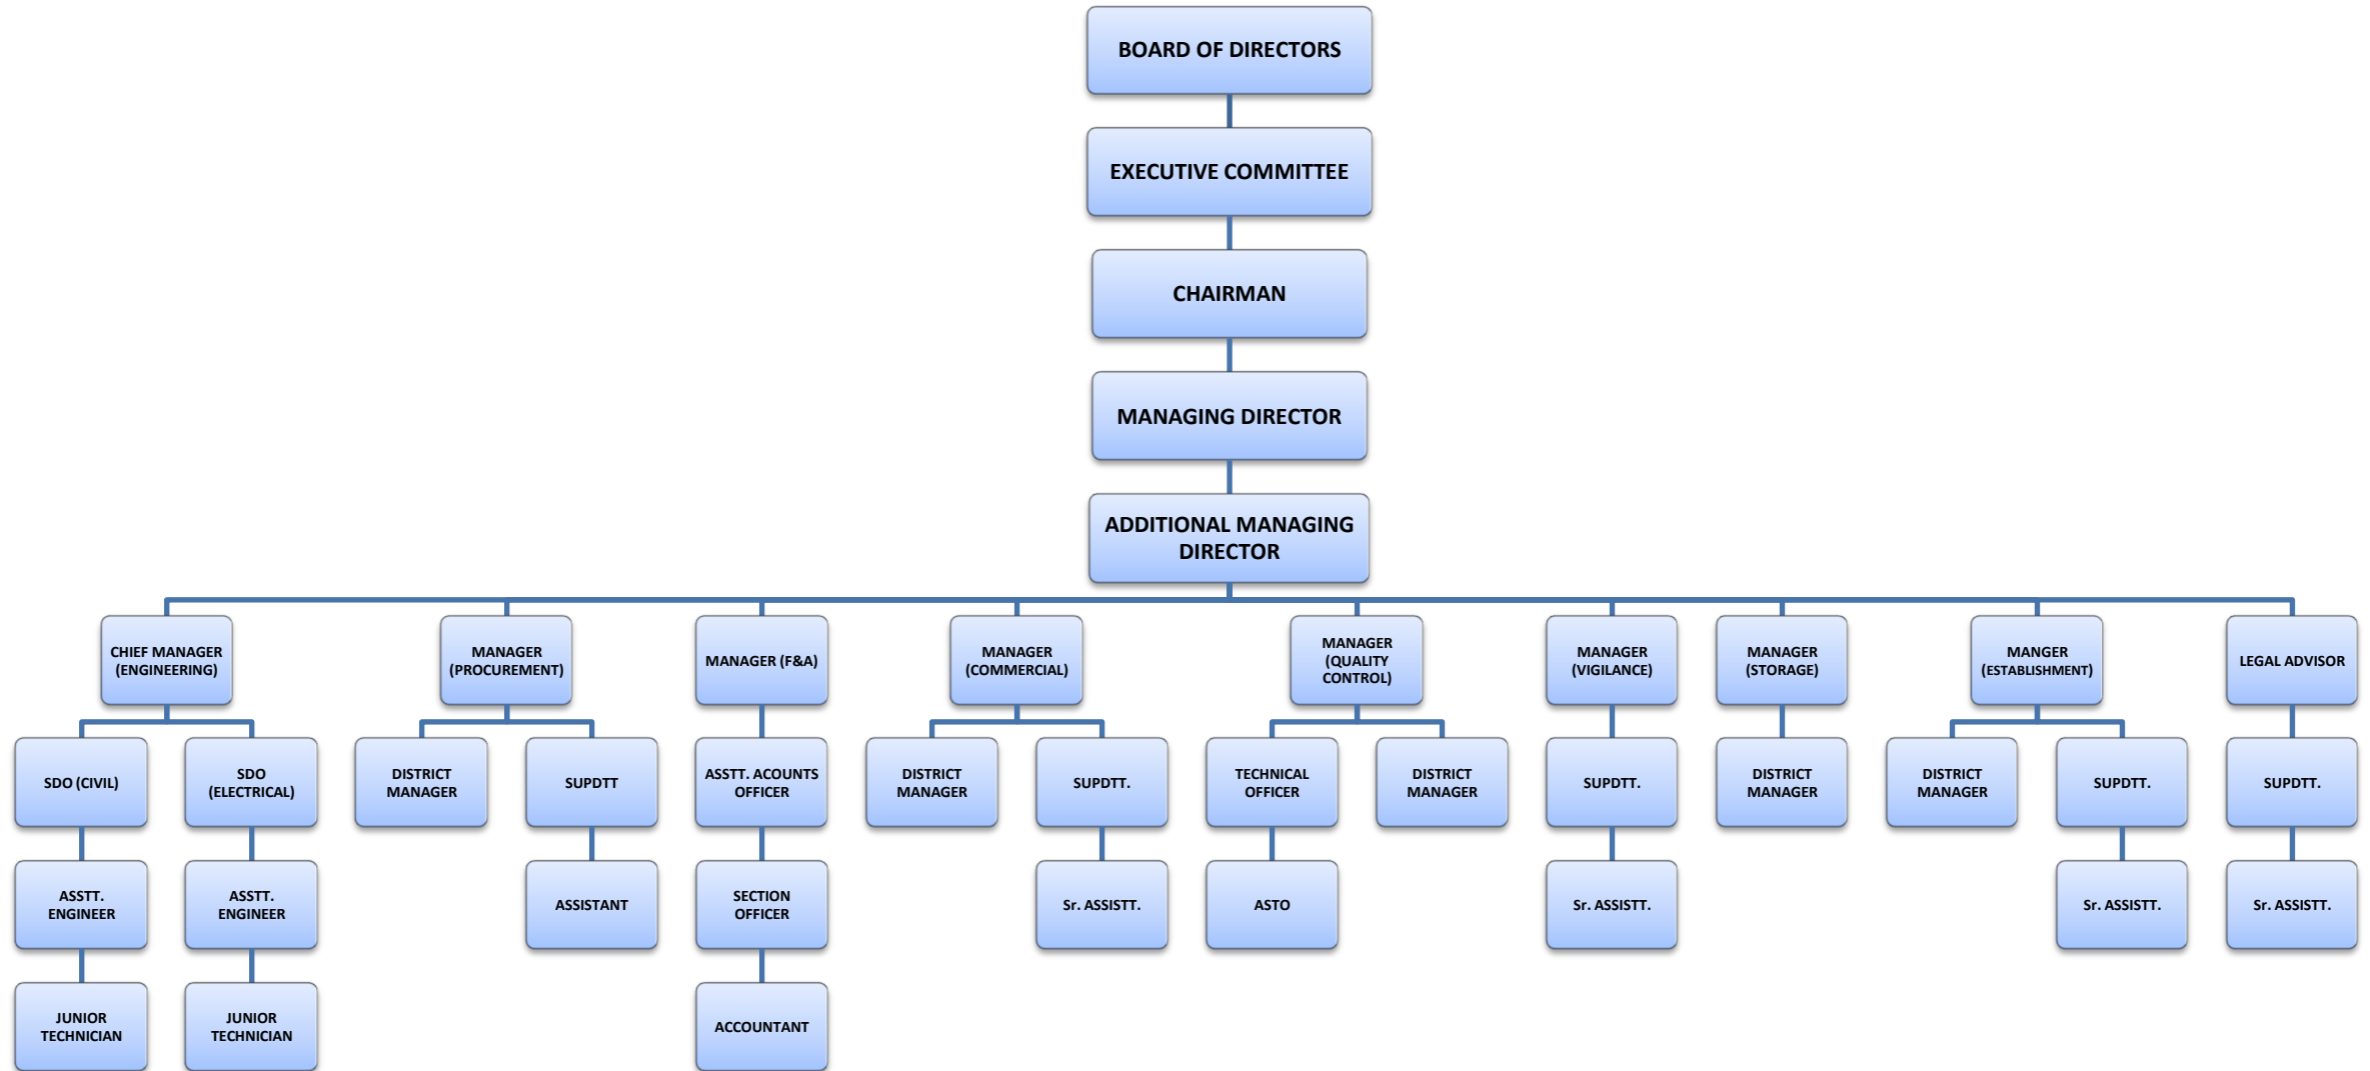 BOARD OF DIRECTORS
EXECUTIVE COMMITTEE
CHAIRMAN
MANAGING DIRECTOR
ADDITIONAL MANAGING
DIRECTOR
CHIEF MANAGER
(ENGINEERING)
MANAGER
(PROCUREMENT)
MANAGER (F&A)
MANAGER
(COMMERCIAL)
MANAGER
(QUALITY
CONTROL)
MANAGER
(VIGILANCE)
MANAGER
(STORAGE)
MANGER
(ESTABLISHMENT)
LEGAL ADVISOR
SDO (CIVIL)
SDO
(ELECTRICAL)
DISTRICT
MANAGER
SUPDTT
ASSTT. ACOUNTS
OFFICER
DISTRICT
MANAGER
SUPDTT.
TECHNICAL
OFFICER
DISTRICT
MANAGER
SUPDTT.
DISTRICT
MANAGER
DISTRICT
MANAGER
SUPDTT.
SUPDTT.
ASSTT.
ENGINEER
ASSTT.
ENGINEER
ASSISTANT
SECTION
OFFICER
Sr. ASSISTT.
ASTO
Sr. ASSISTT.
Sr. ASSISTT.
Sr. ASSISTT.
JUNIOR
TECHNICIAN
JUNIOR
TECHNICIAN
ACCOUNTANT